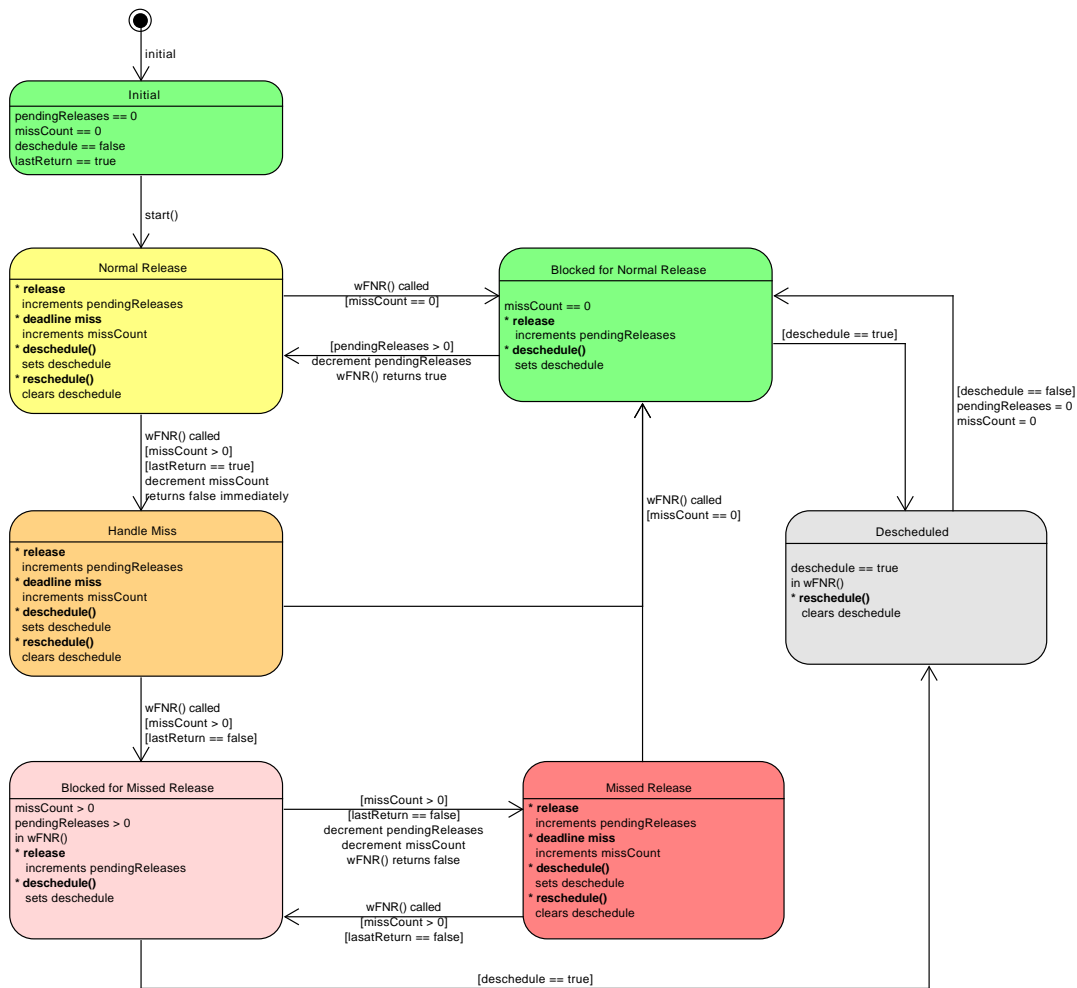 initial
Initial
pendingReleases == 0
missCount == 0
deschedule == false
lastReturn == true
start()
Normal Release
* release
increments pendingReleases
* deadline miss
increments missCount
* deschedule()
sets deschedule
* reschedule()
clears deschedule
wFNR() called
[missCount == 0]
[pendingReleases > 0]
decrement pendingReleases
wFNR() returns true
Blocked for Normal Release
missCount == 0
* release
increments pendingReleases
* deschedule()
sets deschedule
[deschedule == true]
[deschedule == false]
pendingReleases = 0
missCount = 0
wFNR() called
[missCount > 0]
[lastReturn == true]
decrement missCount
returns false immediately
wFNR() called
[missCount == 0]
Handle Miss
* release
increments pendingReleases
* deadline miss
increments missCount
* deschedule()
sets deschedule
* reschedule()
clears deschedule
Descheduled
deschedule == true
in wFNR()
* reschedule()
clears deschedule
wFNR() called
[missCount > 0]
[lastReturn == false]
Blocked for Missed Release
missCount > 0
pendingReleases > 0
in wFNR()
* release
increments pendingReleases
* deschedule()
sets deschedule
[missCount > 0]
[lastReturn == false]
decrement pendingReleases
decrement missCount
wFNR() returns false
wFNR() called
[missCount > 0]
[lasatReturn == false]
Missed Release
* release
increments pendingReleases
* deadline miss
increments missCount
* deschedule()
sets deschedule
* reschedule()
clears deschedule
[deschedule == true]